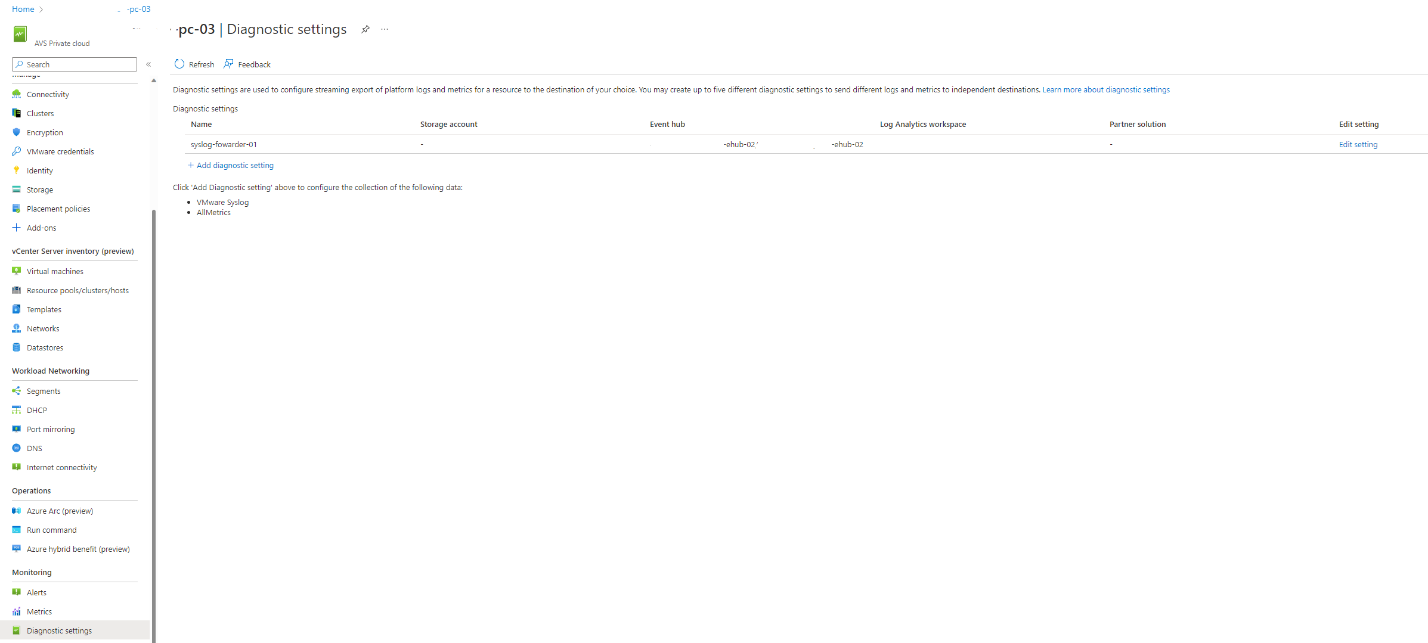 Home > -pc-03
-pc-03 | Diagnostic settings ...
AVS Private cloud
Search «
Refresh Feedback
Diagnostic settings are used to configure streaming export of platform logs and metrics for a resource to the destination of your choice. You may create up to five different diagnostic settings to send different logs and metrics to independent destinations. Learn more about diagnostic settings
Diagnostic settings
Name Storage account Event hub Log Analytics workspace Partner solution Edit setting
syslog-fowarder-01 - -ehub-02' -ehub-02 - Edit setting
+ Add diagnostic setting
Click 'Add Diagnostic setting' above to configure the collection of the following data:
• VMware Syslog
• AllMetrics
Manage
Connectivity
Clusters
Encryption
VMware credentials
Identity
Storage
Placement policies
Add-ons
vCenter Server inventory (preview)
Virtual machines
Resource pools/clusters/hosts
Templates
Networks
Datastores
Workload Networking
Segments
DHCP
Port mirroring
DNS
Internet connectivity
Operations
Azure Arc (preview)
Run command
Azure hybrid benefit (preview)
Monitoring
Alerts
Metrics
Diagnostic settings